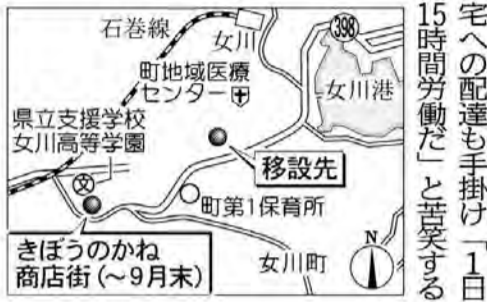 宅への配達も手掛け「1日
15時間労働だ」と苦笑する
石巻線
女川
398
町地域医療
センター
女川港
県立支援学校
女川高等学園
文
移設先
町第1保育所
きぼうのかね
商店街(〜9月末)
女川町
N